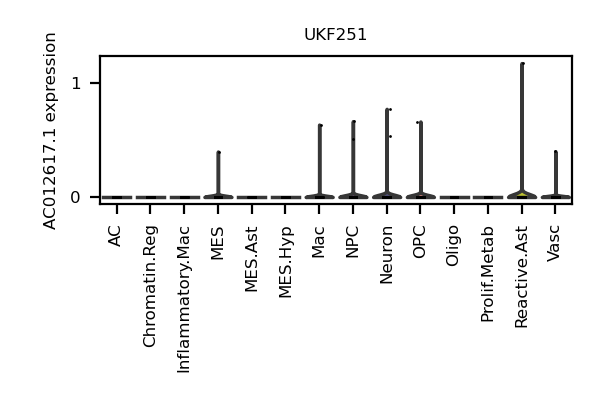 UKF251
AC012617.1 expression
1
0
AC
Chromatin.Reg
Inflammatory.Mac
MES
MES.Ast
MES.Hyp
Mac
NPC
Neuron
OPC
Oligo
Prolif.Metab
Reactive.Ast
Vasc